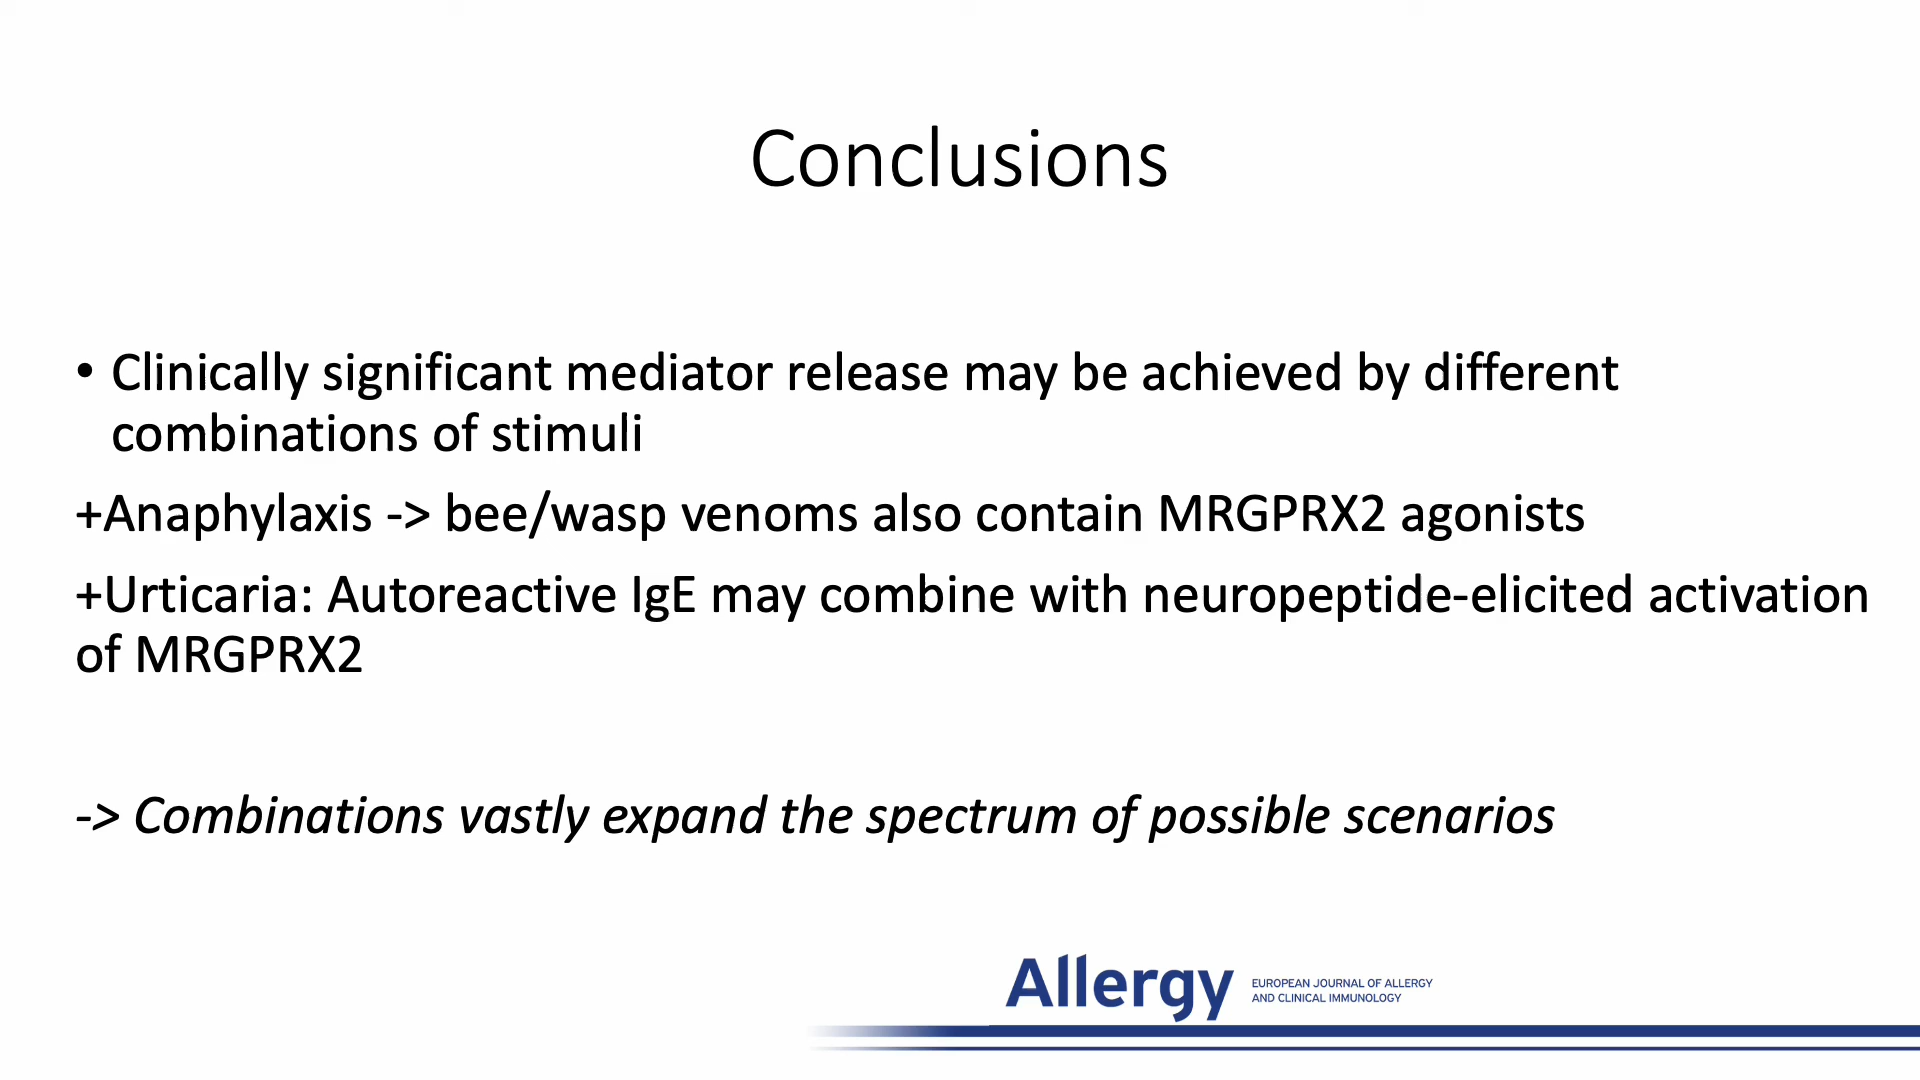 Conclusions
• Clinically significant mediator release may be achieved by different
combinations of stimuli
+Anaphylaxis -> bee/wasp venoms also contain MRGPRX2 agonists
+Urticaria: Autoreactive IgE may combine with neuropeptide-elicited activation
of MRGPRX2
-> Combinations vastly expand the spectrum of possible scenarios
Allergy
EUROPEAN JOURNAL OF ALLERGY
AND CLINICAL IMMUNOLOGY